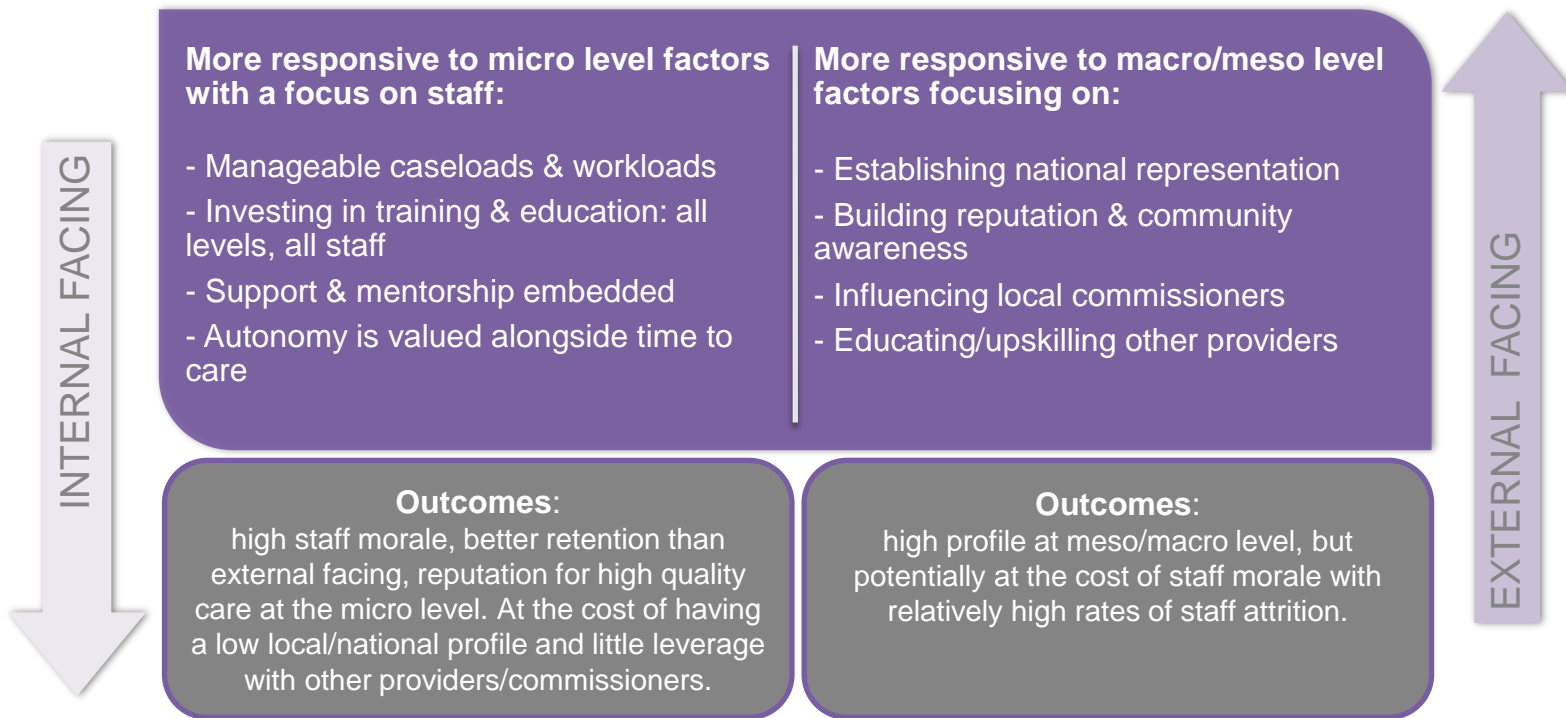 INTERNAL FACING
More responsive to micro level factors
with a focus on staff:
- Manageable caseloads & workloads
- Investing in training & education: all
levels, all staff
- Support & mentorship embedded
- Autonomy is valued alongside time to
care
More responsive to macro/meso level
factors focusing on:
- Establishing national representation
- Building reputation & community
awareness
- Influencing local commissioners
- Educating/upskilling other providers
EXTERNAL FACING
Outcomes:
high staff morale, better retention than
external facing, reputation for high quality
care at the micro level. At the cost of having
a low local/national profile and little leverage
with other providers/commissioners.
Outcomes:
high profile at meso/macro level, but
potentially at the cost of staff morale with
relatively high rates of staff attrition.